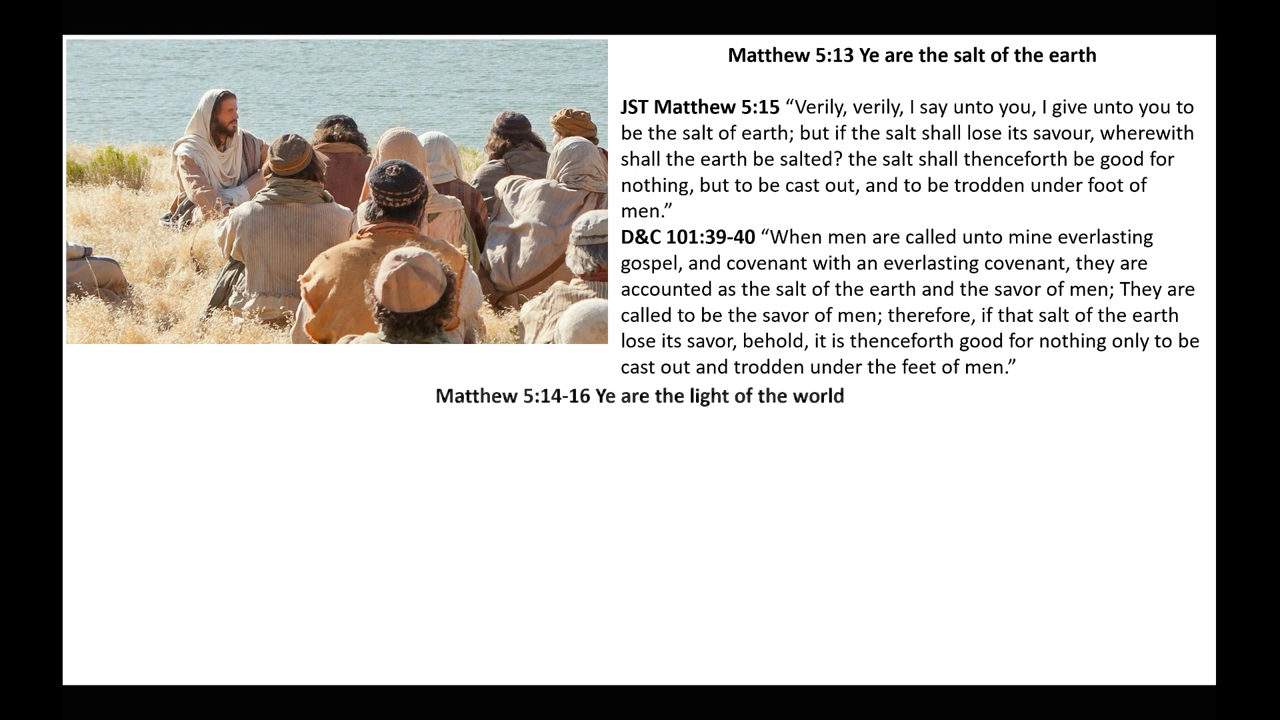 Matthew 5:13 Ye are the salt of the earth
JST Matthew 5:15 “Verily, verily, I say unto you, I give unto you to
be the salt of earth; but if the salt shall lose its savour, wherewith
shall the earth be salted? the salt shall thenceforth be good for
nothing, but to be cast out, and to be trodden under foot of
men.”
D&C 101:39-40 “When men are called unto mine everlasting
gospel, and covenant with an everlasting covenant, they are
accounted as the salt of the earth and the savor of men; They are
called to be the savor of men; therefore, if that salt of the earth
lose its savor, behold, it is thenceforth good for nothing only to be
cast out and trodden under the feet of men.”
Matthew 5:14-16 Ye are the light of the world